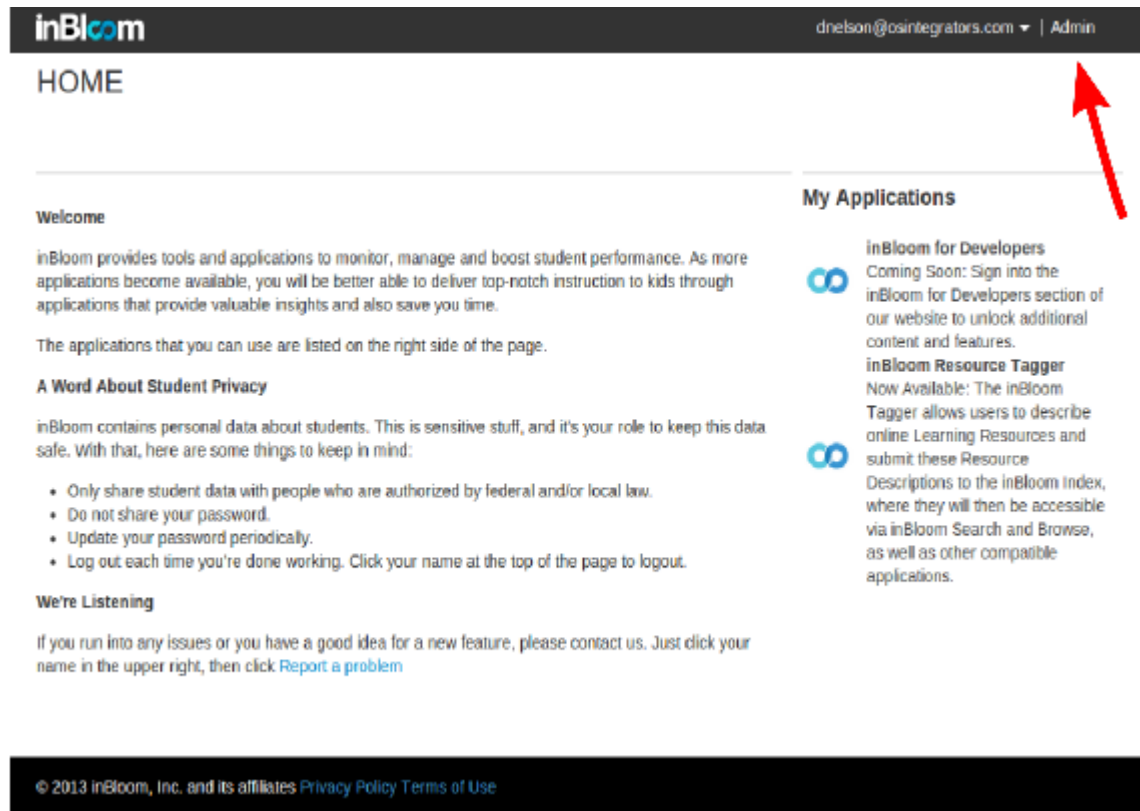 inBloom
dnelson@osintegrators.com | Admin
HOME
Welcome
inBloom provides tools and applications to monitor, manage and boost student performance. As more
applications become available, you will be better able to deliver top-notch instruction to kids through
applications that provide valuable insights and also save you time.
The applications that you can use are listed on the right side of the page.
A Word About Student Privacy
inBloom contains personal data about students. This is sensitive stuff, and it's your role to keep this data
safe. With that, here are some things to keep in mind:
• Only share student data with people who are authorized by federal and/or local law.
• Do not share your password.
• Update your password periodically.
• Log out each time you're done working. Click your name at the top of the page to logout.
We're Listening
If you run into any issues or you have a good idea for a new feature, please contact us. Just click your
name in the upper right, then click Report a problem
My Applications
inBloom for Developers
Coming Soon: Sign into the
inBloom for Developers section of
our website to unlock additional
content and features.
inBloom Resource Tagger
Now Available: The inBloom
Tagger allows users to describe
online Learning Resources and
submit these Resource
Descriptions to the inBloom Index,
where they will then be accessible
via inBloom Search and Browse,
as well as other compatible
applications.
© 2013 inBloom, Inc. and its affiliates Privacy Policy Terms of Use